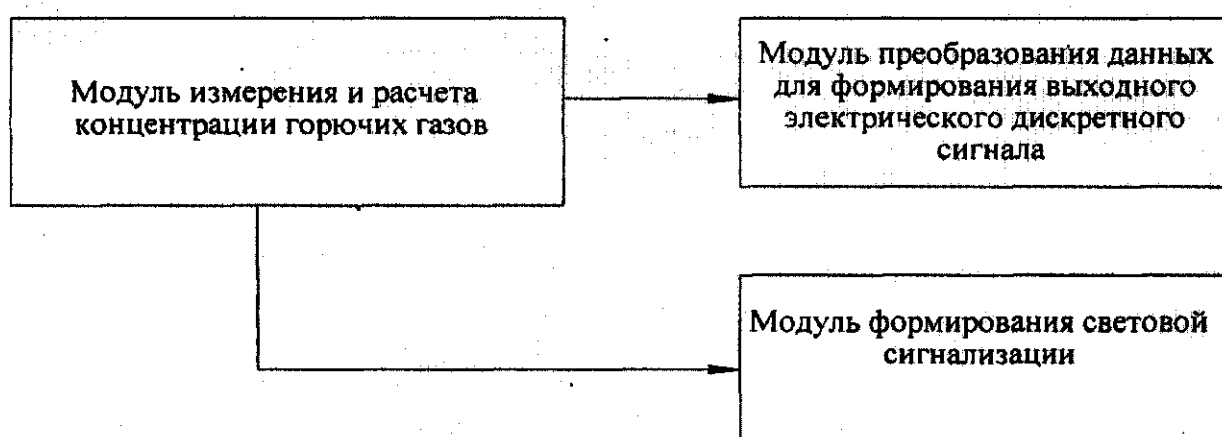 Модуль измерения и расчета
концентрации горючих газов
Модуль преобразования данных
для формирования выходного
электрического дискретного
сигнала
Модуль формирования световой
сигнализации